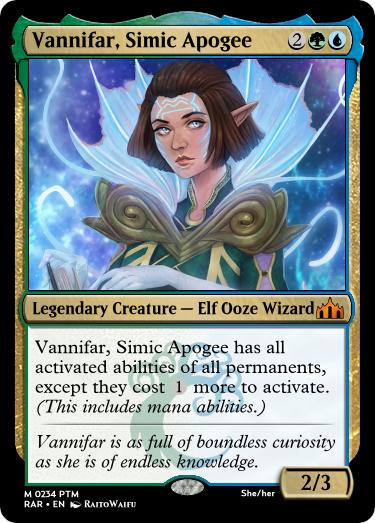 Vannifar, Simic Apogee 2
Legendary Creature — Elf Ooze Wizard
Vannifar, Simic Apogee has all
activated abilities of all permanents,
except they cost 1 more to activate.
(This includes mana abilities.)
Vannifar is as full of boundless curiosity
as she is of endless knowledge.
2/3
M 0234 PTM
She/her
RAR • EN RaitoWaifu